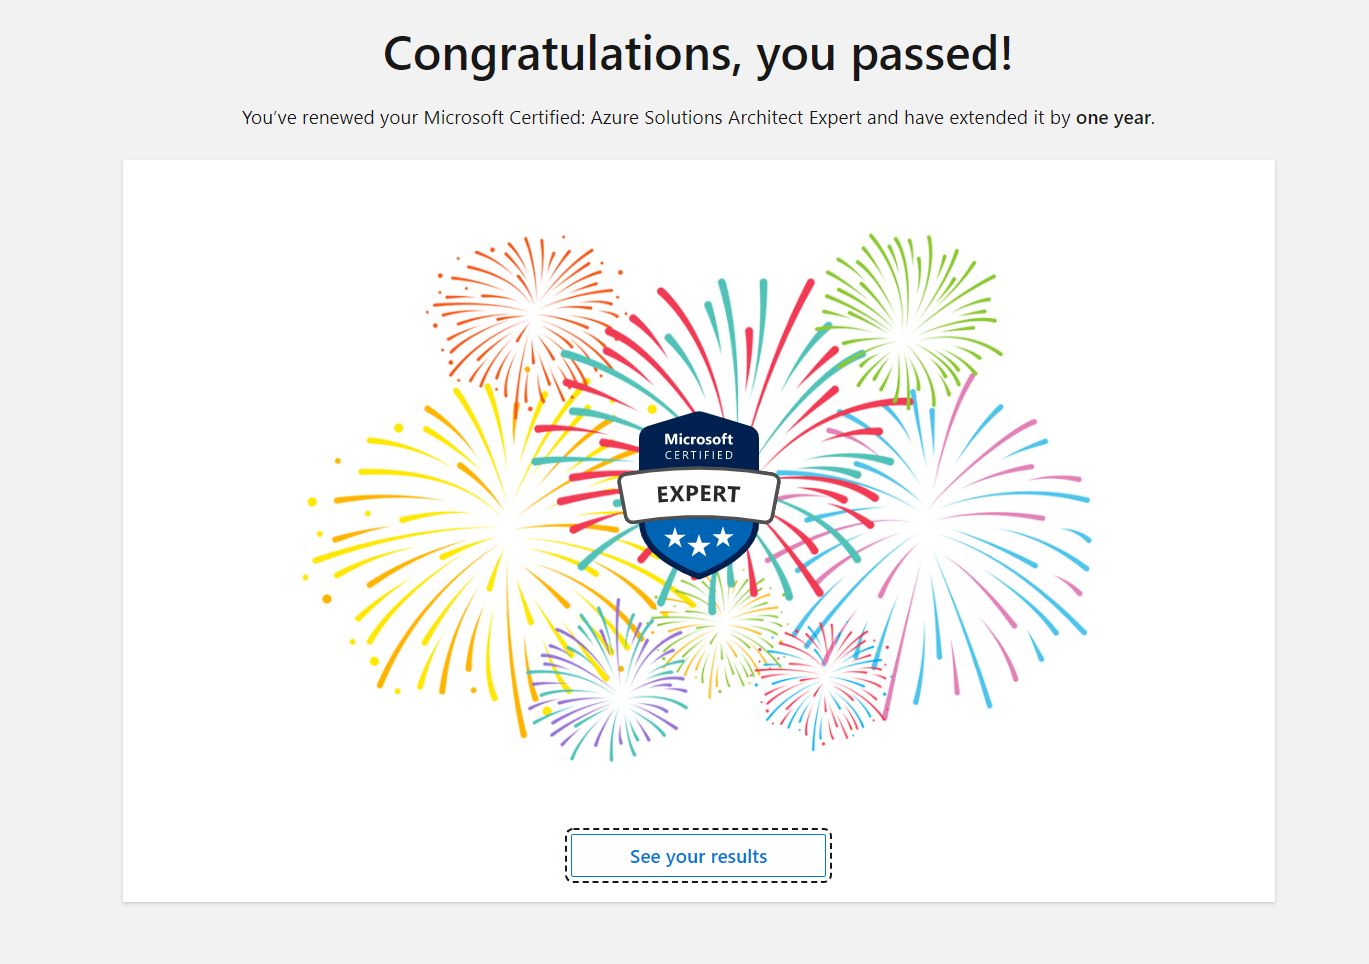 Congratulations, you passed!
You’ve renewed your Microsoft Certified: Azure Solutions Architect Expert and have extended it by one year.
Microsoft
CERTIFIED
EXPERT
See your results